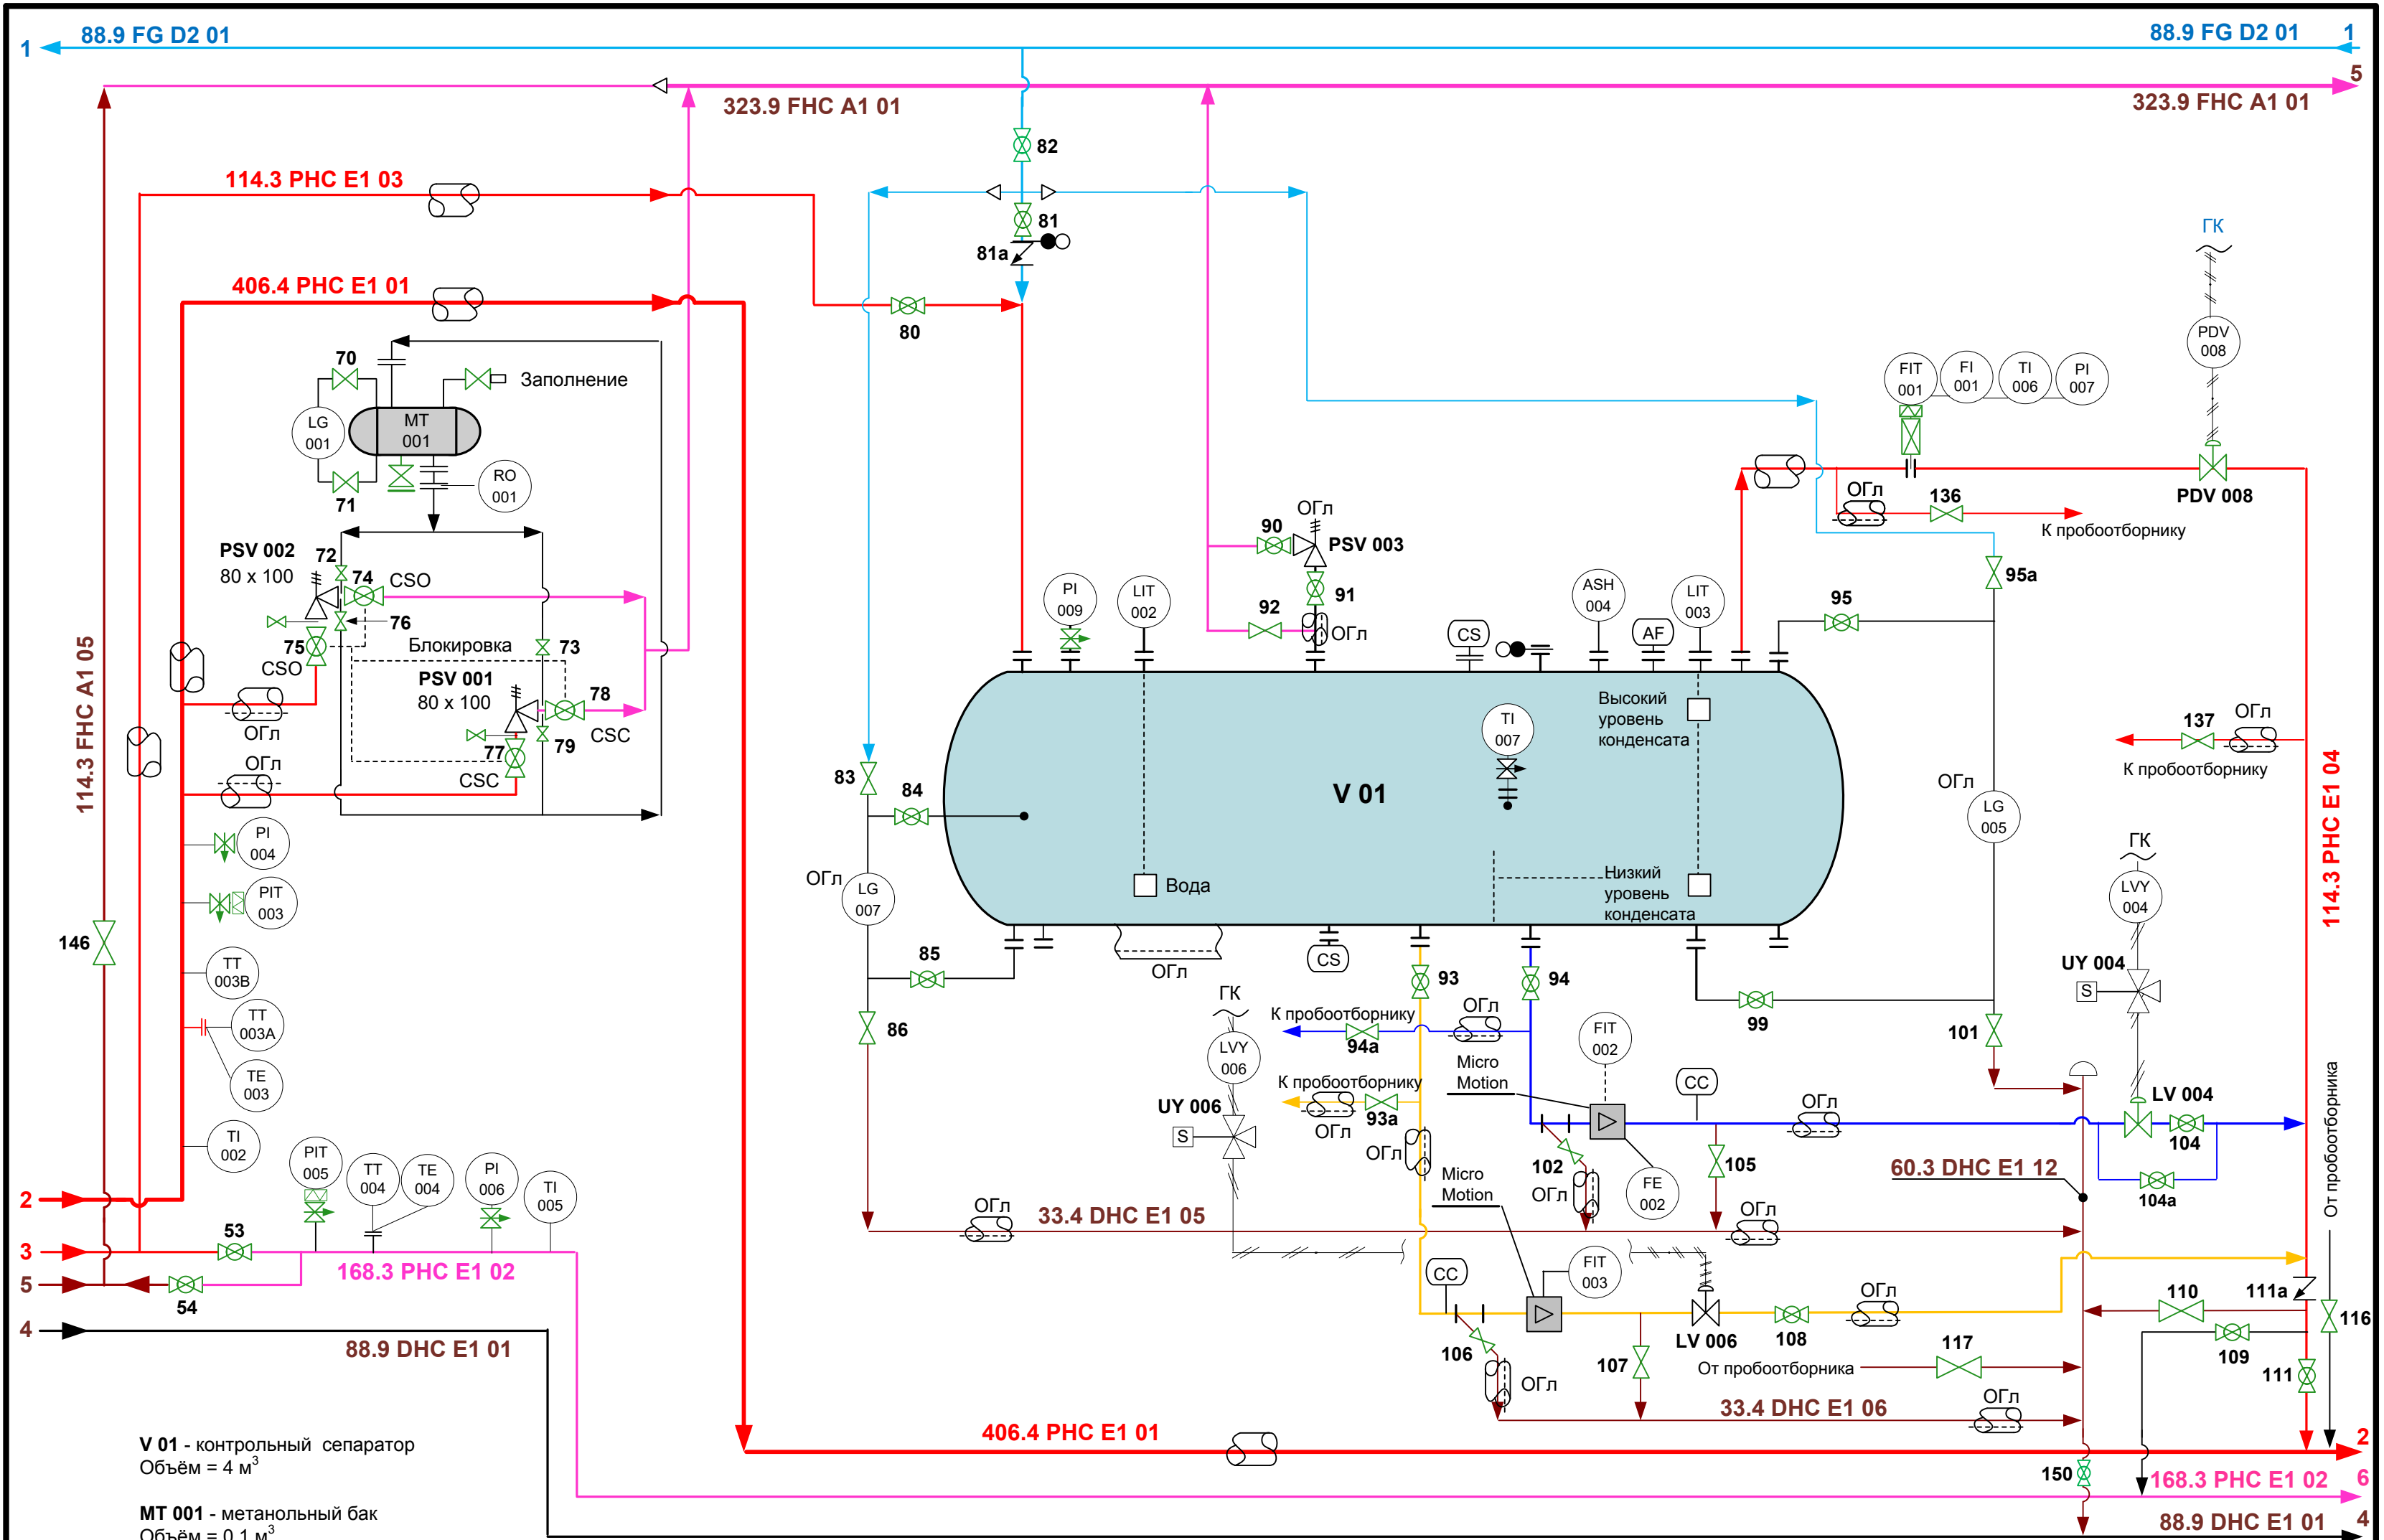 88.9 FG D2 01
88.9 FG D2 01
1
1
5
323.9 FHC A1 01
323.9 FHC A1 01
82
114.3 PHC E1 03
81
81а
ГК
406.4 PHC E1 01
80
PDV
008
70
Заполнение
FIT
001
FI
001
TI
006
PI
007
MT
001
LG
001
71
RO
001
PDV 008
ОГл
136
К пробоотборнику
ОГл
90
PSV 003
PSV 002
80 x 100
72
74
CSO
76
75
CSO
Блокировка
73
PSV 001
80 x 100
78
CSC
79
77
CSC
ОГл
ОГл
PI
009
LIT
002
91
92
ОГл
CS
ASH
004
AF
LIT
003
95
95а
114.3 FHC A1 05
Высокий
уровень
конденсата
TI
007
V 01
137
ОГл
К пробоотборнику
83
84
ОГл
LG
005
114.3 PHC E1 04
PI
004
PIT
003
ОГл
LG
007
Вода
Низкий
уровень
конденсата
ГК
LVY
004
146
TT
003B
TT
003A
TE
003
TI
002
85
ОГл
CS
93
94
UY 004
S
86
ГК
К пробоотборнику
94а
ОГл
FIT
002
99
101
LVY
006
Micro
Motion
К пробоотборнику
93а
ОГл
UY 006
S
CC
ОГл
LV 004
104
От пробоотборника
ОГл
102
105
60.3 DHC E1 12
104а
ОГл
FE
002
Micro
Motion
PIT
005
TT
004
TE
004
PI
006
TI
005
2
53
3
5
54
168.3 PHC E1 02
ОГл
33.4 DHC E1 05
ОГл
FIT
003
CC
4
88.9 DHC E1 01
ОГл
110
111а
116
106
107
LV 006
108
117
109
111
От пробоотборника
ОГл
ОГл
33.4 DHC E1 06
406.4 PHC E1 01
2
150
168.3 PHC E1 02
6
88.9 DHC E1 01
4
V 01 - контрольный сепаратор
Объём = 4 м³
МТ 001 - метанольный бак
Объём = 0,1 м³